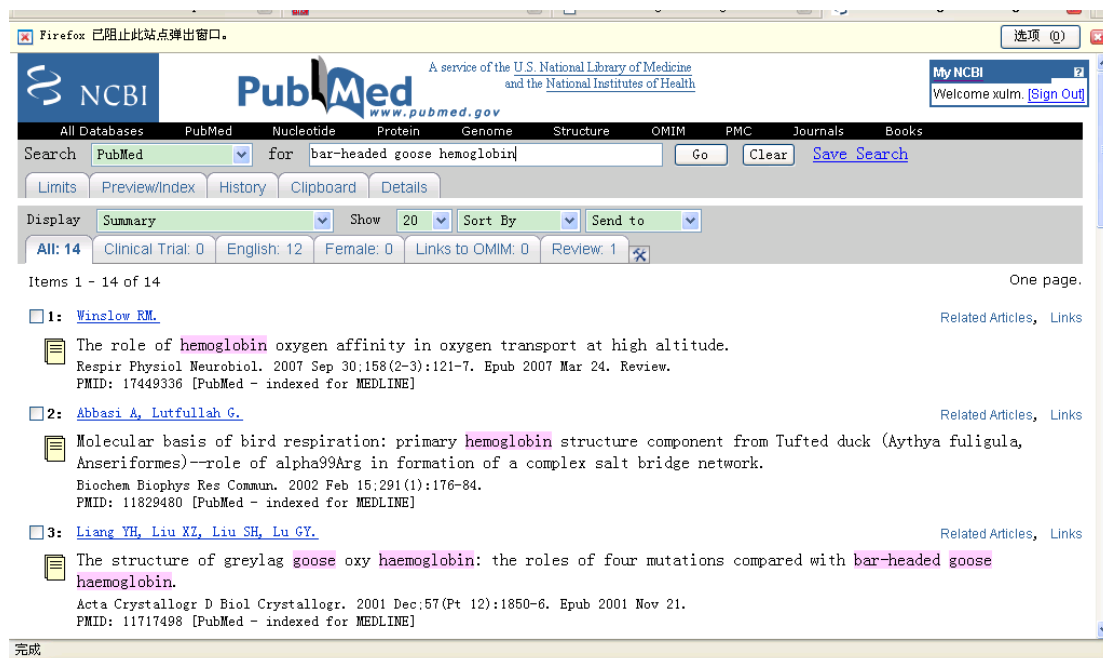 Firefox 已阻止此站点弹出窗口。 选项 (O)
NCBI
PubMed
www.pubmed.gov
A service of the U.S. National Library of Medicine
and the National Institutes of Health
My NCBI ?
Welcome xulm. [Sign Out]
All Databases PubMed Nucleotide Protein Genome Structure OMIM PMC Journals Books
Search PubMed for bar-headed goose hemoglobin Go Clear Save Search
Limits Preview/Index History Clipboard Details
Display Summary Show 20 Sort By Send to
All: 14 Clinical Trial: 0 English: 12 Female: 0 Links to OMIM: 0 Review: 1
Items 1 - 14 of 14 One page.
1: Winslow RM. Related Articles, Links
The role of hemoglobin oxygen affinity in oxygen transport at high altitude.
Respir Physiol Neurobiol. 2007 Sep 30;158(2-3):121-7. Epub 2007 Mar 24. Review.
PMID: 17449336 [PubMed - indexed for MEDLINE]
2: Abbasi A, Lutfullah G. Related Articles, Links
Molecular basis of bird respiration: primary hemoglobin structure component from Tufted duck (Aythya fuligula,
Anseriformes)--role of alpha99Arg in formation of a complex salt bridge network.
Biochem Biophys Res Commun. 2002 Feb 15;291(1):176-84.
PMID: 11829480 [PubMed - indexed for MEDLINE]
3: Liang YH, Liu XZ, Liu SH, Lu GY. Related Articles, Links
The structure of greylag goose oxy haemoglobin: the roles of four mutations compared with bar-headed goose
haemoglobin.
Acta Crystallogr D Biol Crystallogr. 2001 Dec;57(Pt 12):1850-6. Epub 2001 Nov 21.
PMID: 11717498 [PubMed - indexed for MEDLINE]
完成